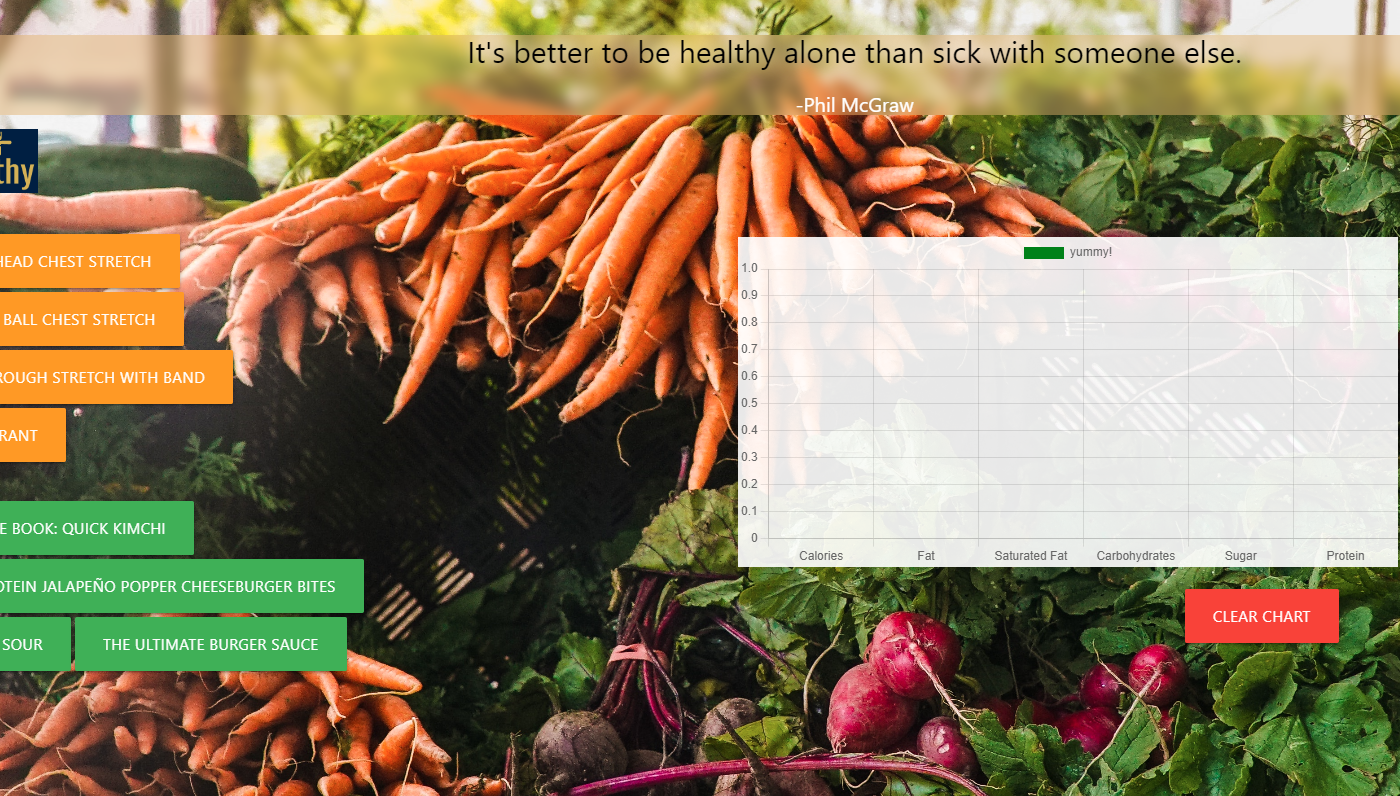 It's better to be healthy alone than sick with someone else.
-Phil McGraw
thy
HEAD CHEST STRETCH
BALL CHEST STRETCH
ROUGH STRETCH WITH BAND
RANT
yummy!
1.0
0.9
0.8
0.7
0.6
0.5
0.4
0.3
0.2
0.1
0
Calories Fat Saturated Fat Carbohydrates Sugar Protein
E BOOK: QUICK KIMCHI
OTEIN JALAPEÑO POPPER CHEESEBURGER BITES
SOUR
THE ULTIMATE BURGER SAUCE
CLEAR CHART